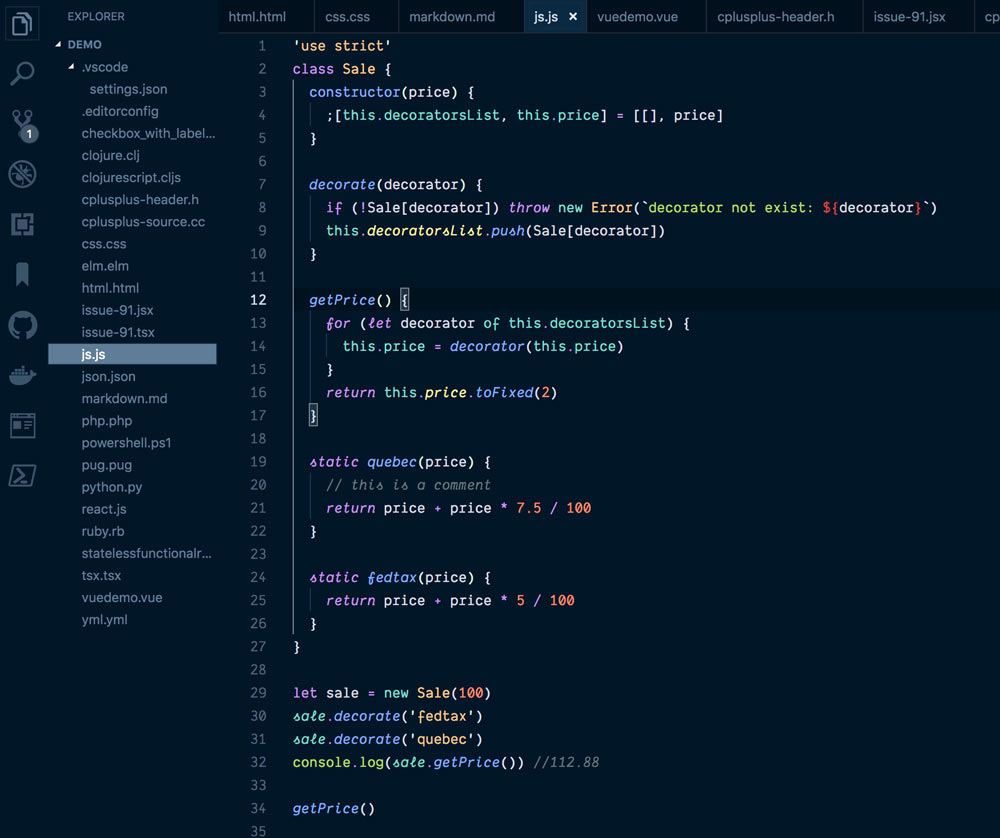 EXPLORER
DEMO
.vscode
settings.json
.editorconfig
checkbox_with_label...
clojure.clj
clojurescript.cljs
cplusplus-header.h
cplusplus-source.cc
css.css
elm.elm
html.html
issue-91.jsx
issue-91.tsx
js.js
json.json
markdown.md
php.php
powershell.ps1
pug.pug
python.py
react.js
ruby.rb
statelessfunctionalr...
tsx.tsx
vuedemo.vue
yml.yml
1
html.html css.css markdown.md js.js × vuedemo.vue cplusplus-header.h issue-91.jsx cp
1 'use strict'
2 class Sale {
3   constructor(price) {
4     ;[this.decoratorsList, this.price] = [[], price]
5   }
6
7   decorate(decorator) {
8     if (!Sale[decorator]) throw new Error(`decorator not exist: ${decorator}`)
9     this.decoratorsList.push(Sale[decorator])
10   }
11
12   getPrice() {
13     for (let decorator of this.decoratorsList) {
14       this.price = decorator(this.price)
15     }
16     return this.price.toFixed(2)
17   }
18
19   static quebec(price) {
20     // this is a comment
21     return price + price * 7.5 / 100
22   }
23
24   static fedtax(price) {
25     return price + price * 5 / 100
26   }
27 }
28
29 let sale = new Sale(100)
30 sale.decorate('fedtax')
31 sale.decorate('quebec')
32 console.log(sale.getPrice()) //112.88
33
34 getPrice()
35